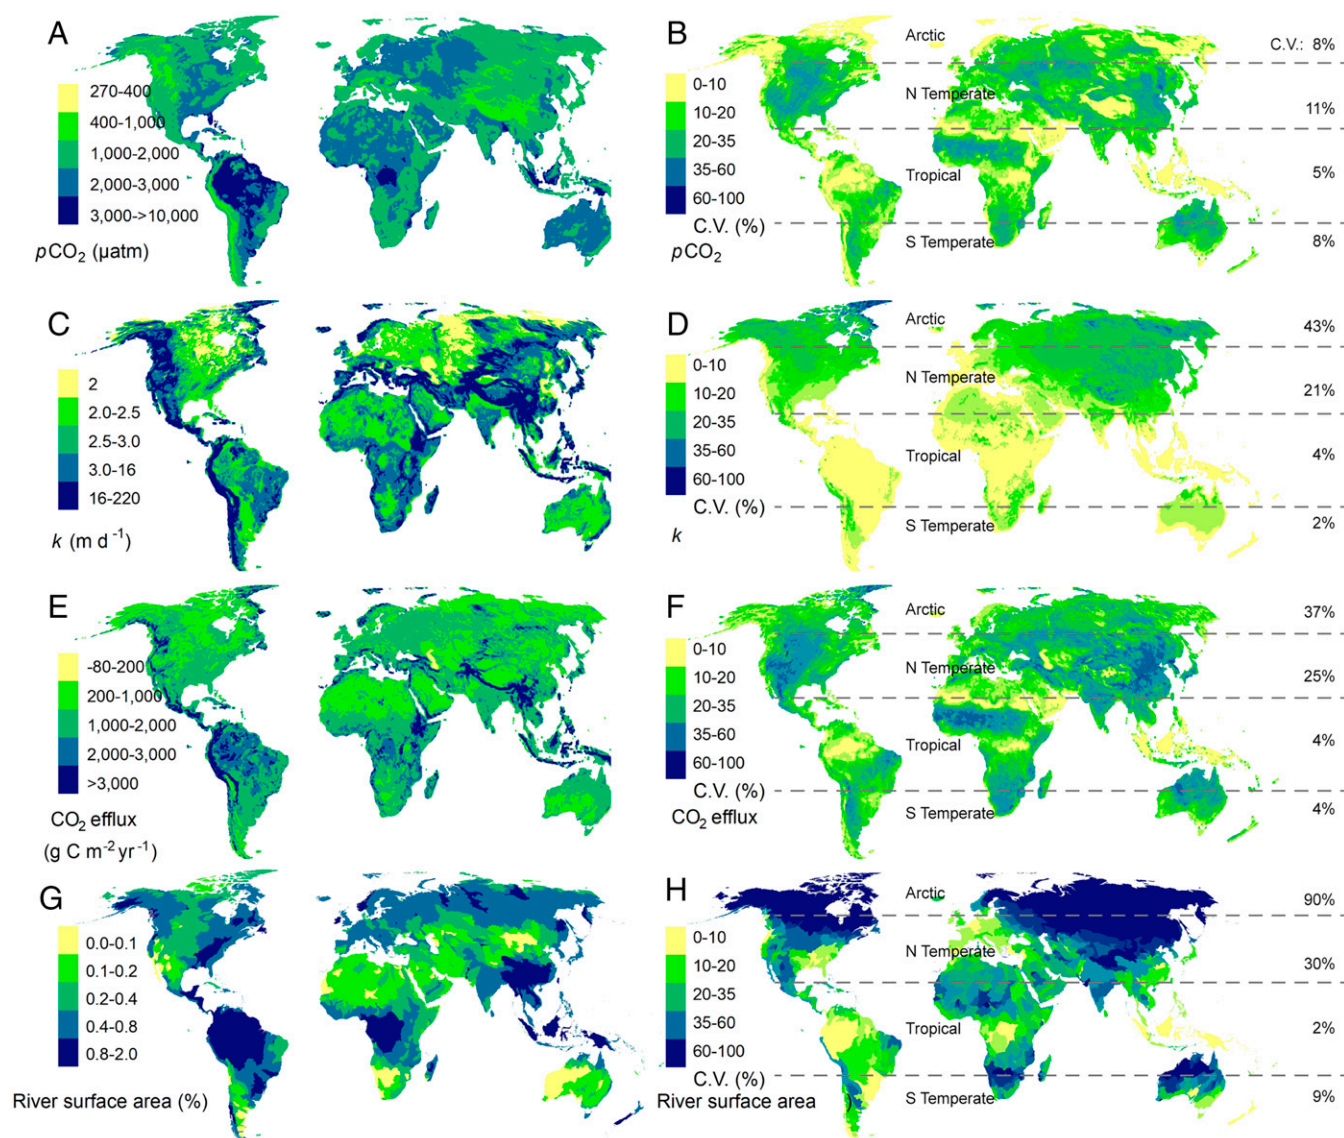 A
270-400
400-1,000
1,000-2,000
2,000-3,000
3,000->10,000
pCO2 (µatm)
B
0-10
10-20
20-35
35-60
60-100
C.V. (%)
pCO2
Arctic
N Temperate
Tropical
S Temperate
C.V.: 8%
11%
5%
8%
C
2
2.0-2.5
2.5-3.0
3.0-16
16-220
k (m d-1)
D
0-10
10-20
20-35
35-60
60-100
C.V. (%)
k
Arctic
N Temperate
Tropical
S Temperate
43%
21%
4%
2%
E
-80-200
200-1,000
1,000-2,000
2,000-3,000
>3,000
CO2 efflux
(g C m-2 yr-1)
F
0-10
10-20
20-35
35-60
60-100
C.V. (%)
CO2 efflux
Arctic
N Temperate
Tropical
S Temperate
37%
25%
4%
4%
G
0.0-0.1
0.1-0.2
0.2-0.4
0.4-0.8
0.8-2.0
River surface area (%)
H
0-10
10-20
20-35
35-60
60-100
C.V. (%)
River surface area )
Arctic
N Temperate
Tropical
S Temperate
90%
30%
2%
9%